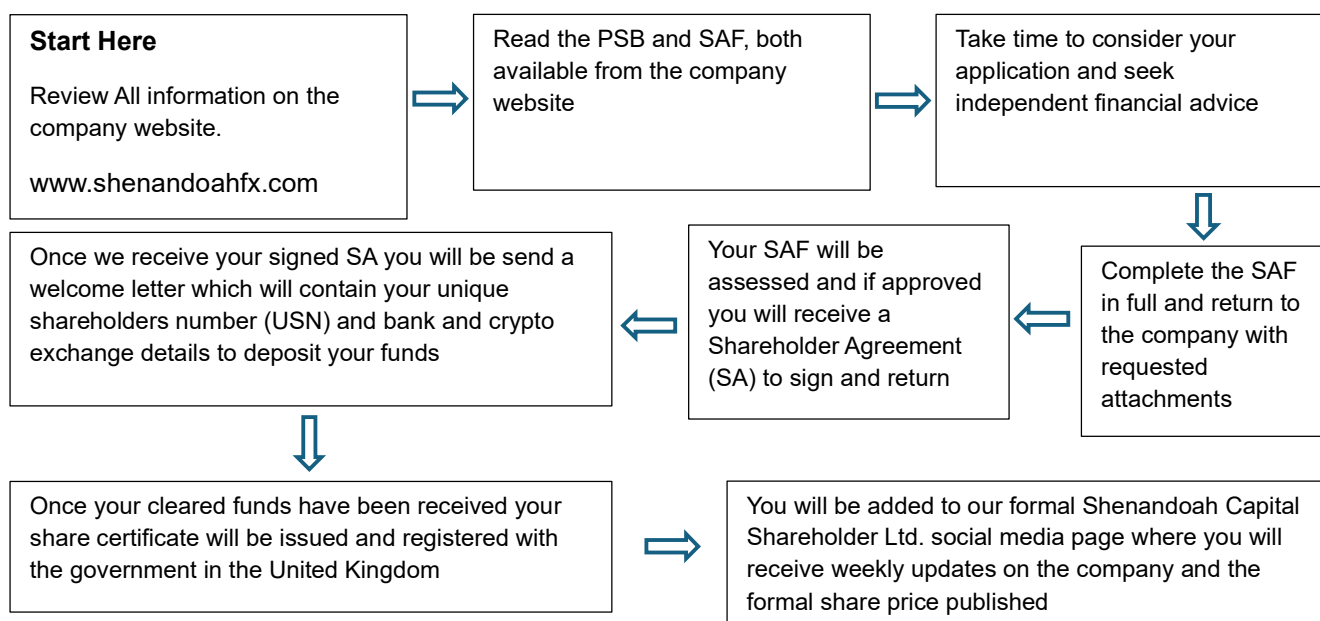 Start Here
Review All information on the
company website.
www.shenandoahfx.com
Read the PSB and SAF, both
available from the company
website
Take time to consider your
application and seek
independent financial advice
Complete the SAF
in full and return to
the company with
requested
attachments
Your SAF will be
assessed and if approved
you will receive a
Shareholder Agreement
(SA) to sign and return
Once we receive your signed SA you will be send a
welcome letter which will contain your unique
shareholders number (USN) and bank and crypto
exchange details to deposit your funds
Once your cleared funds have been received your
share certificate will be issued and registered with
the government in the United Kingdom
You will be added to our formal Shenandoah Capital
Shareholder Ltd. social media page where you will
receive weekly updates on the company and the
formal share price published